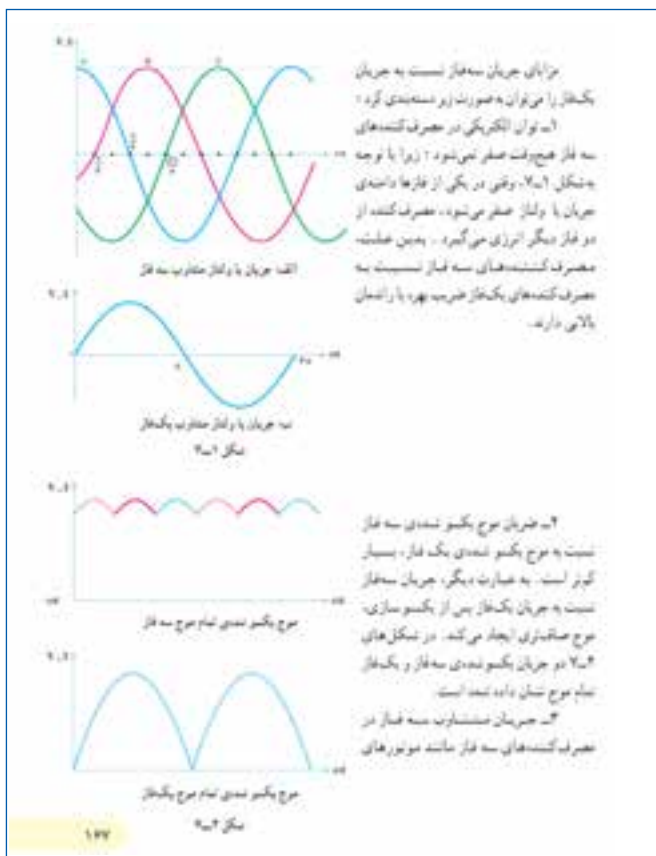 مزایای جریان سه‌فاز نسبت به جریان
یک‌فاز را می‌توان به‌صورت زیر دسته‌بندی کرد :
۱ـ توان الکتریکی در مصرف‌کننده‌های
سه فاز هیچ‌وقت صفر نمی‌شود ؛ زیرا با توجه
به‌شکل ۱ـ۷، وقتی در یکی از فازها دامنه‌ی
جریان یا ولتاژ صفر می‌شود، مصرف‌کننده از
دو فاز دیگر انرژی می‌گیرد . بدین علت،
مصرف‌کننده‌های سه فاز نسبت به
مصرف‌کننده‌های یک‌فاز ضریب بهره یا راندمان
بالایی دارند.
الف: جریان یا ولتاژ متناوب سه فاز
ب: جریان یا ولتاژ متناوب یک‌فاز
شکل ۱ـ۷
۲ـ ضربان موج یکسو شده‌ی سه فاز
نسبت به موج یکسو شده‌ی یک فاز، بسیار
کم‌تر است . به عبارت دیگر، جریان سه‌فاز
نسبت به جریان یک‌فاز پس از یکسوسازی،
موج صاف‌تری ایجاد می‌کند . در شکل‌های
۲ـ۷ دو جریان یکسوشده‌ی سه‌فاز و یک‌فاز
تمام موج نشان داده شده است.
۳ـ جریان متناوب سه فاز در
مصرف‌کننده‌های سه فاز مانند موتورهای
موج یکسو شده‌ی تمام موج سه فاز
موج یکسو شده‌ی تمام موج یک‌فاز
شکل ۲ـ۷
۱۶۷